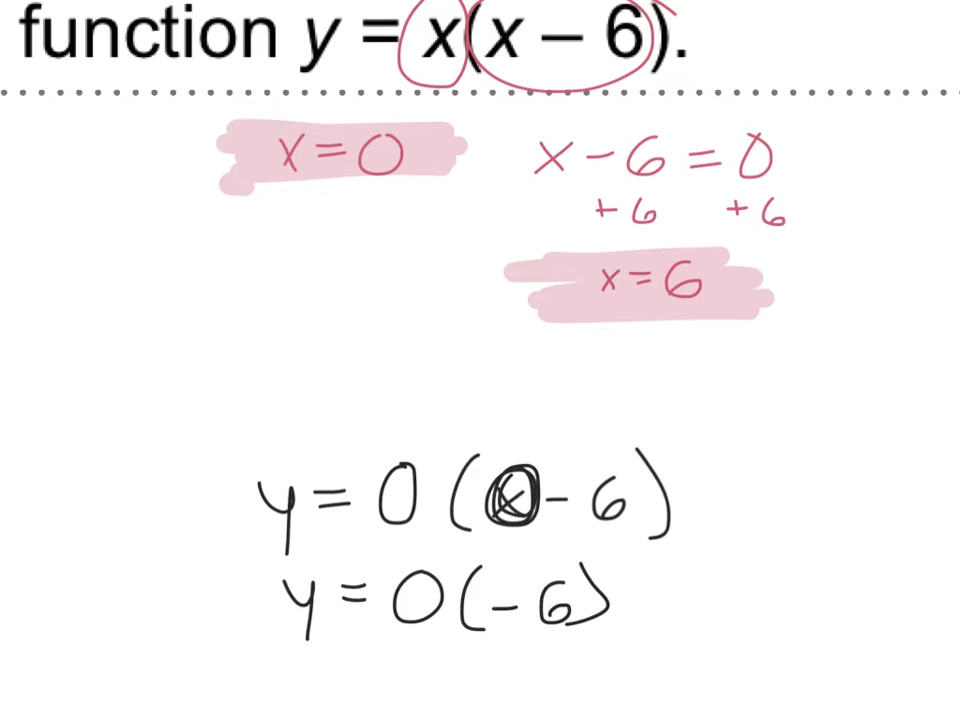 function y = x(x – 6).
x = 0
x - 6 = 0
+ 6 + 6
x = 6
y = 0 (0 - 6)
y = 0 (- 6)